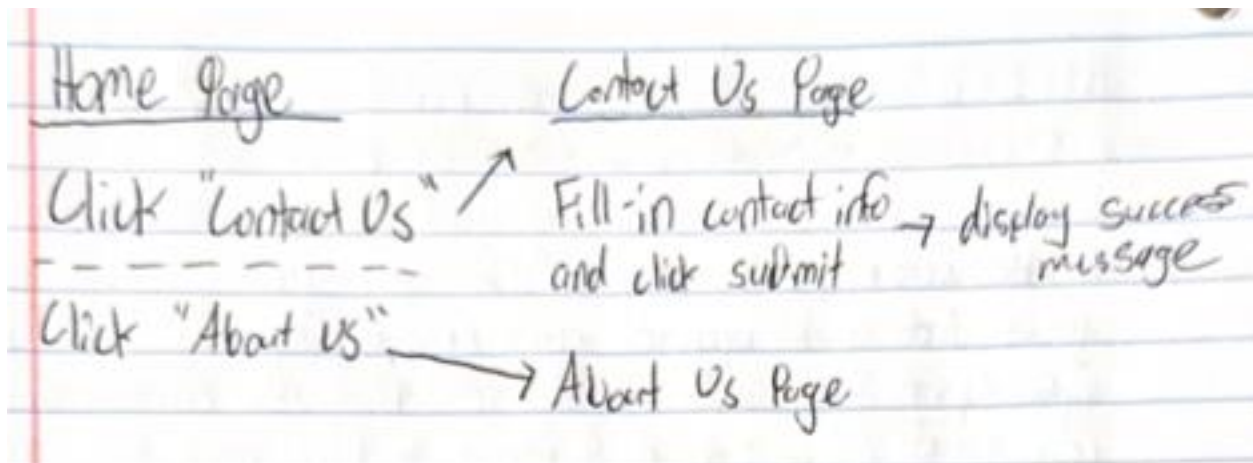 Home Page
Contact Us Page
Click "Contact Us"
Fill-in contact info → display success
and click submit
message
Click "About Us"
About Us Page